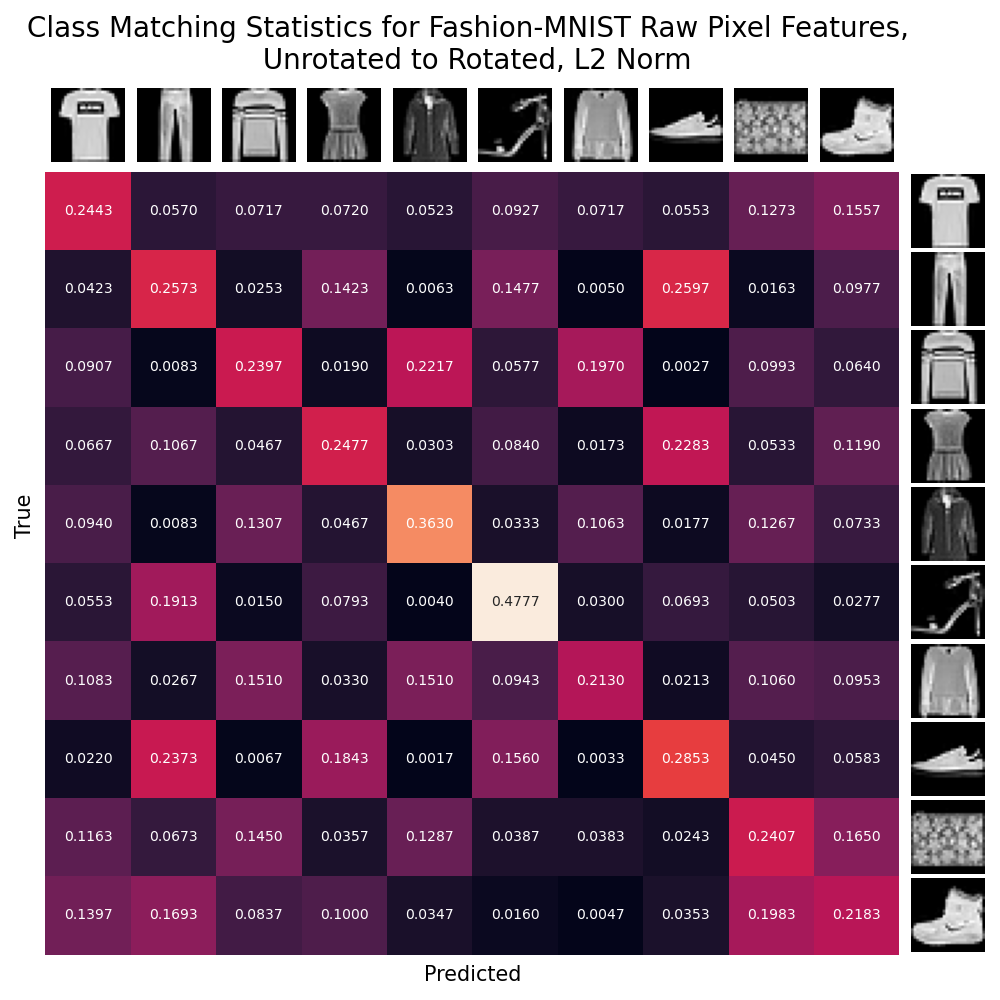 Class Matching Statistics for Fashion-MNIST Raw Pixel Features,
Unrotated to Rotated, L2 Norm
0.2443 0.0570 0.0717 0.0720 0.0523 0.0927 0.0717 0.0553 0.1273 0.1557
0.0423 0.2573 0.0253 0.1423 0.0063 0.1477 0.0050 0.2597 0.0163 0.0977
0.0907 0.0083 0.2397 0.0190 0.2217 0.0577 0.1970 0.0027 0.0993 0.0640
0.0667 0.1067 0.0467 0.2477 0.0303 0.0840 0.0173 0.2283 0.0533 0.1190
0.0940 0.0083 0.1307 0.0467 0.3630 0.0333 0.1063 0.0177 0.1267 0.0733
0.0553 0.1913 0.0150 0.0793 0.0040 0.4777 0.0300 0.0693 0.0503 0.0277
0.1083 0.0267 0.1510 0.0330 0.1510 0.0943 0.2130 0.0213 0.1060 0.0953
0.0220 0.2373 0.0067 0.1843 0.0017 0.1560 0.0033 0.2853 0.0450 0.0583
0.1163 0.0673 0.1450 0.0357 0.1287 0.0387 0.0383 0.0243 0.2407 0.1650
0.1397 0.1693 0.0837 0.1000 0.0347 0.0160 0.0047 0.0353 0.1983 0.2183
True
Predicted